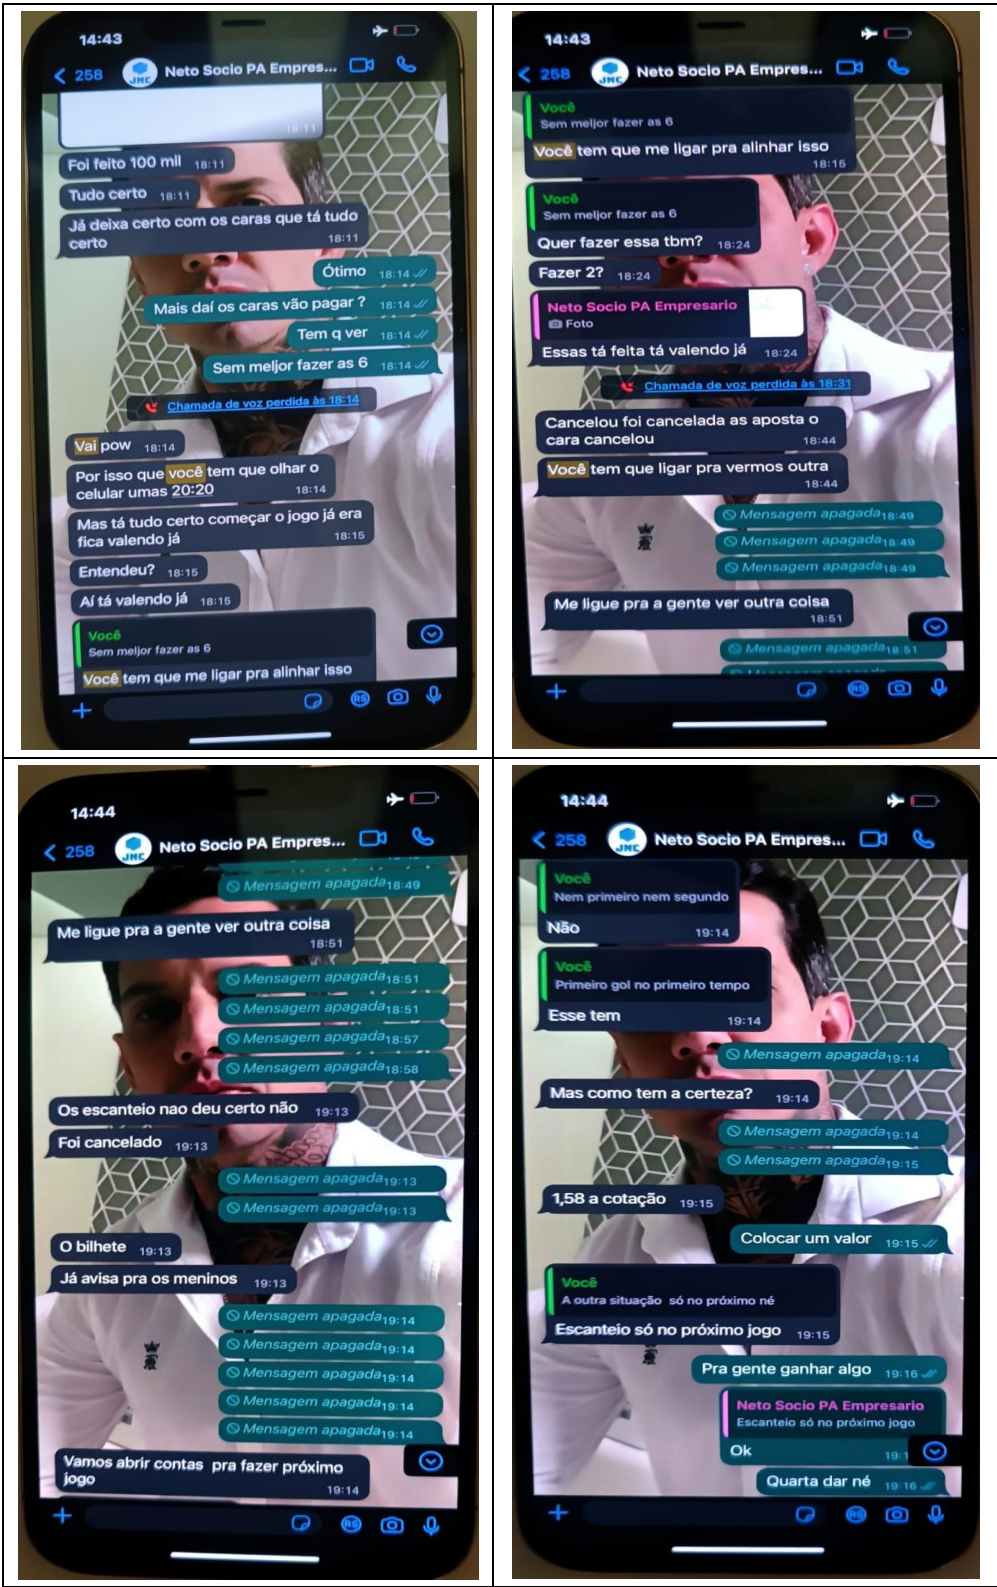 14:43
258
JMC
Neto Socio PA Empres...
18:11
Foi feito 100 mil 18:11
Tudo certo 18:11
Já deixa certo com os caras que tá tudo
certo
18:11
Ótimo 18:14
Mais daí os caras vão pagar ? 18:14
Tem q ver 18:14
Sem meljor fazer as 6 18:14
Chamada de voz perdida às 18:14
Vai pow 18:14
Por isso que você tem que olhar o
celular umas 20:20 18:14
Mas tá tudo certo começar o jogo já era
fica valendo já 18:15
Entendeu? 18:15
Aí tá valendo já 18:15
Você
Sem meljor fazer as 6
Você tem que me ligar pra alinhar isso
RS
14:43
258
JMC
Neto Socio PA Empres...
Você
Sem meljor fazer as 6
Você tem que me ligar pra alinhar isso
18:15
Você
Sem meljor fazer as 6
Quer fazer essa tbm? 18:24
Fazer 2? 18:24
Neto Socio PA Empresario
Foto
Essas tá feita tá valendo já 18:24
Chamada de voz perdida às 18:31
Cancelou foi cancelada as aposta o
cara cancelou 18:44
Você tem que ligar pra vermos outra
18:44
Mensagem apagada 18:49
Mensagem apagada 18:49
Mensagem apagada 18:49
Me ligue pra a gente ver outra coisa
18:51
Mensagem apagada 18:51
RS
14:44
258
JMC
Neto Socio PA Empres...
Mensagem apagada 18:49
Me ligue pra a gente ver outra coisa
18:51
Mensagem apagada 18:51
Mensagem apagada 18:51
Mensagem apagada 18:57
Mensagem apagada 18:58
Os escanteio nao deu certo não 19:13
Foi cancelado 19:13
Mensagem apagada 19:13
Mensagem apagada 19:13
O bilhete 19:13
Já avisa pra os meninos 19:13
Mensagem apagada 19:14
Mensagem apagada 19:14
Mensagem apagada 19:14
Mensagem apagada 19:14
Mensagem apagada 19:14
Vamos abrir contas pra fazer próximo
jogo
19:14
RS
14:44
258
JMC
Neto Socio PA Empres...
Você
Nem primeiro nem segundo
Não 19:14
Você
Primeiro gol no primeiro tempo
Esse tem 19:14
Mensagem apagada 19:14
Mas como tem a certeza? 19:14
Mensagem apagada 19:14
Mensagem apagada 19:15
1,58 a cotação 19:15
Colocar um valor 19:15
Você
A outra situação só no próximo né
Escanteio só no próximo jogo 19:15
Pra gente ganhar algo 19:16
Neto Socio PA Empresario
Escanteio só no próximo jogo
Ok
Quarta dar né 19:16
RS